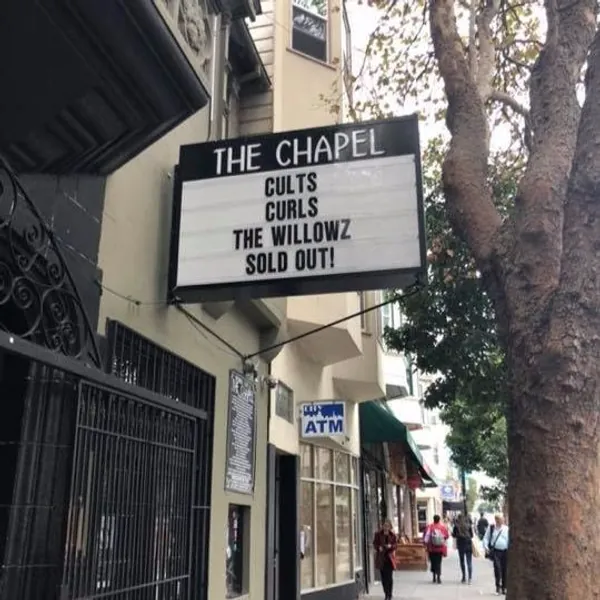 THE CHAPEL
CULTS
CURLS
THE WILLOWZ
SOLD OUT!
ATM